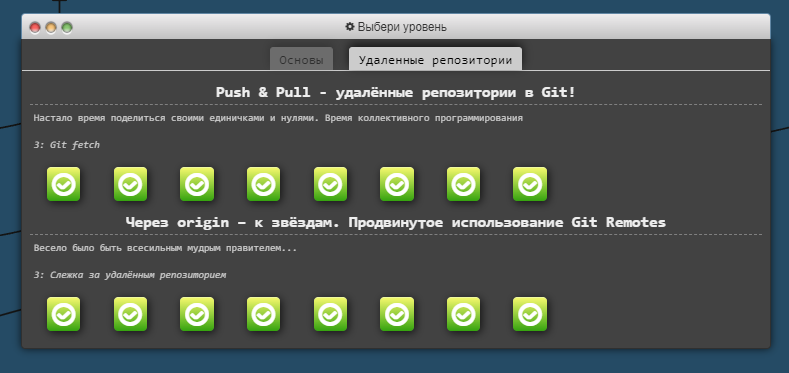 Выбери уровень
Основы
Удаленные репозитории
Push & Pull - удалённые репозитории в Git!
Настало время поделиться своими единичками и нулями. Время коллективного программирования
3: Git fetch
Через origin – к звёздам. Продвинутое использование Git Remotes
Весело было быть всесильным мудрым правителем...
3: Слежка за удалённым репозиторием